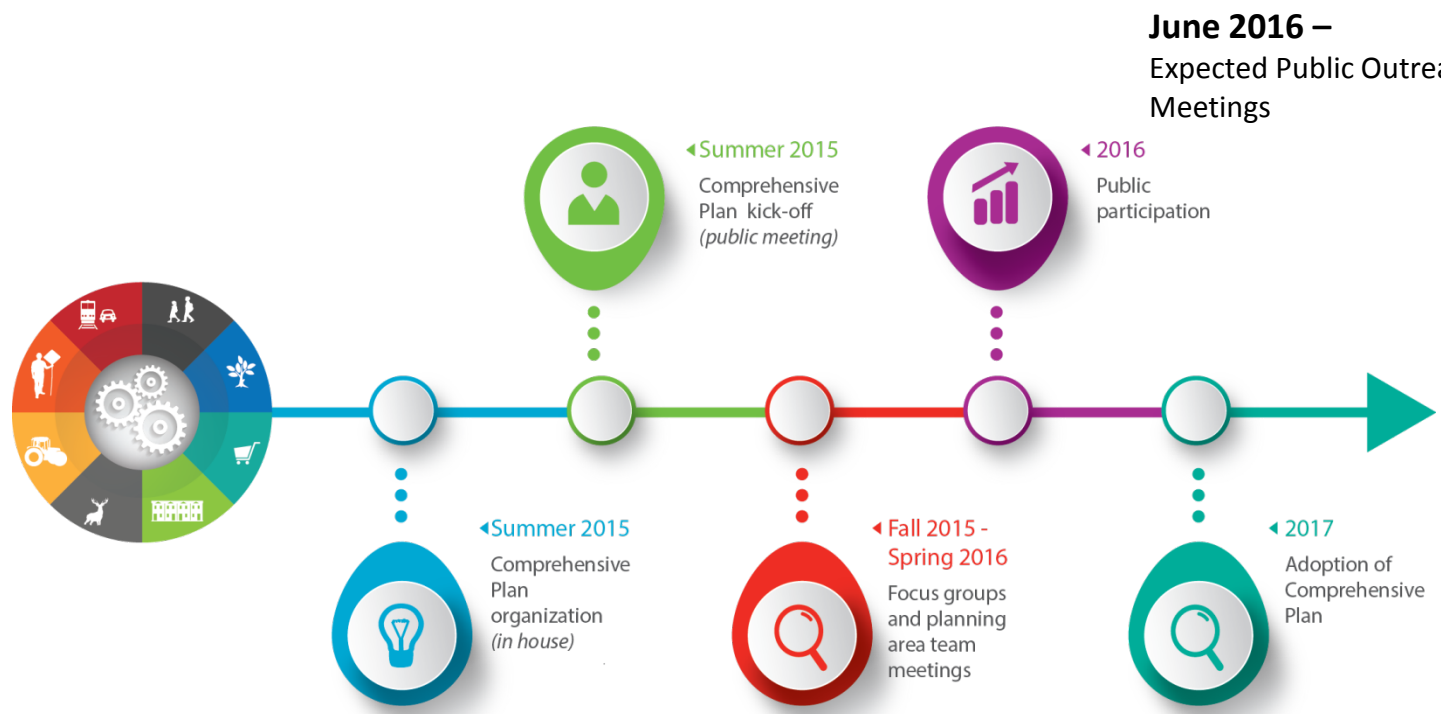 June 2016 –
Expected Public Outrea
Meetings
Summer 2015
Comprehensive
Plan kick-off
(public meeting)
2016
Public
participation
Summer 2015
Comprehensive
Plan
organization
(in house)
Fall 2015 -
Spring 2016
Focus groups
and planning
area team
meetings
2017
Adoption of
Comprehensive
Plan